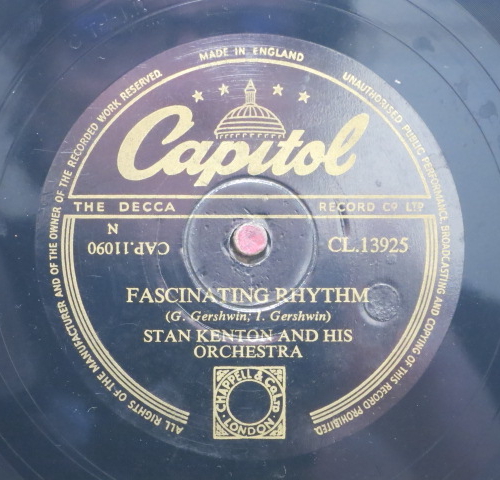 MADE IN ENGLAND
ALL RIGHTS OF THE MANUFACTURER AND OF THE OWNER OF THE RECORDED WORK RESERVED.
UNAUTHORISED PUBLIC PERFORMANCE, BROADCASTING AND COPYING OF THIS RECORD PROHIBITED.
Capitol
THE DECCA RECORD CO LTD
N
CAP.11090
CL.13925
FASCINATING RHYTHM
(G. Gershwin; I. Gershwin)
STAN KENTON AND HIS
ORCHESTRA
CHAPPELL & CO LTD
LONDON